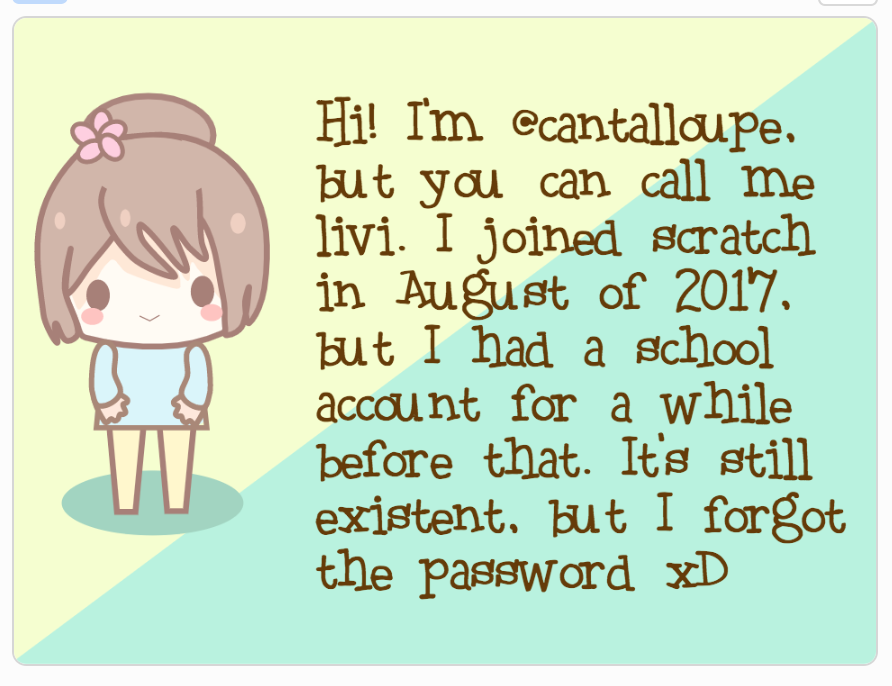 Hi! I'm @cantalloupe,
but you can call me
livi. I joined scratch
in August of 2017,
but I had a school
account for a while
before that. It's still
existent, but I forgot
the password xD